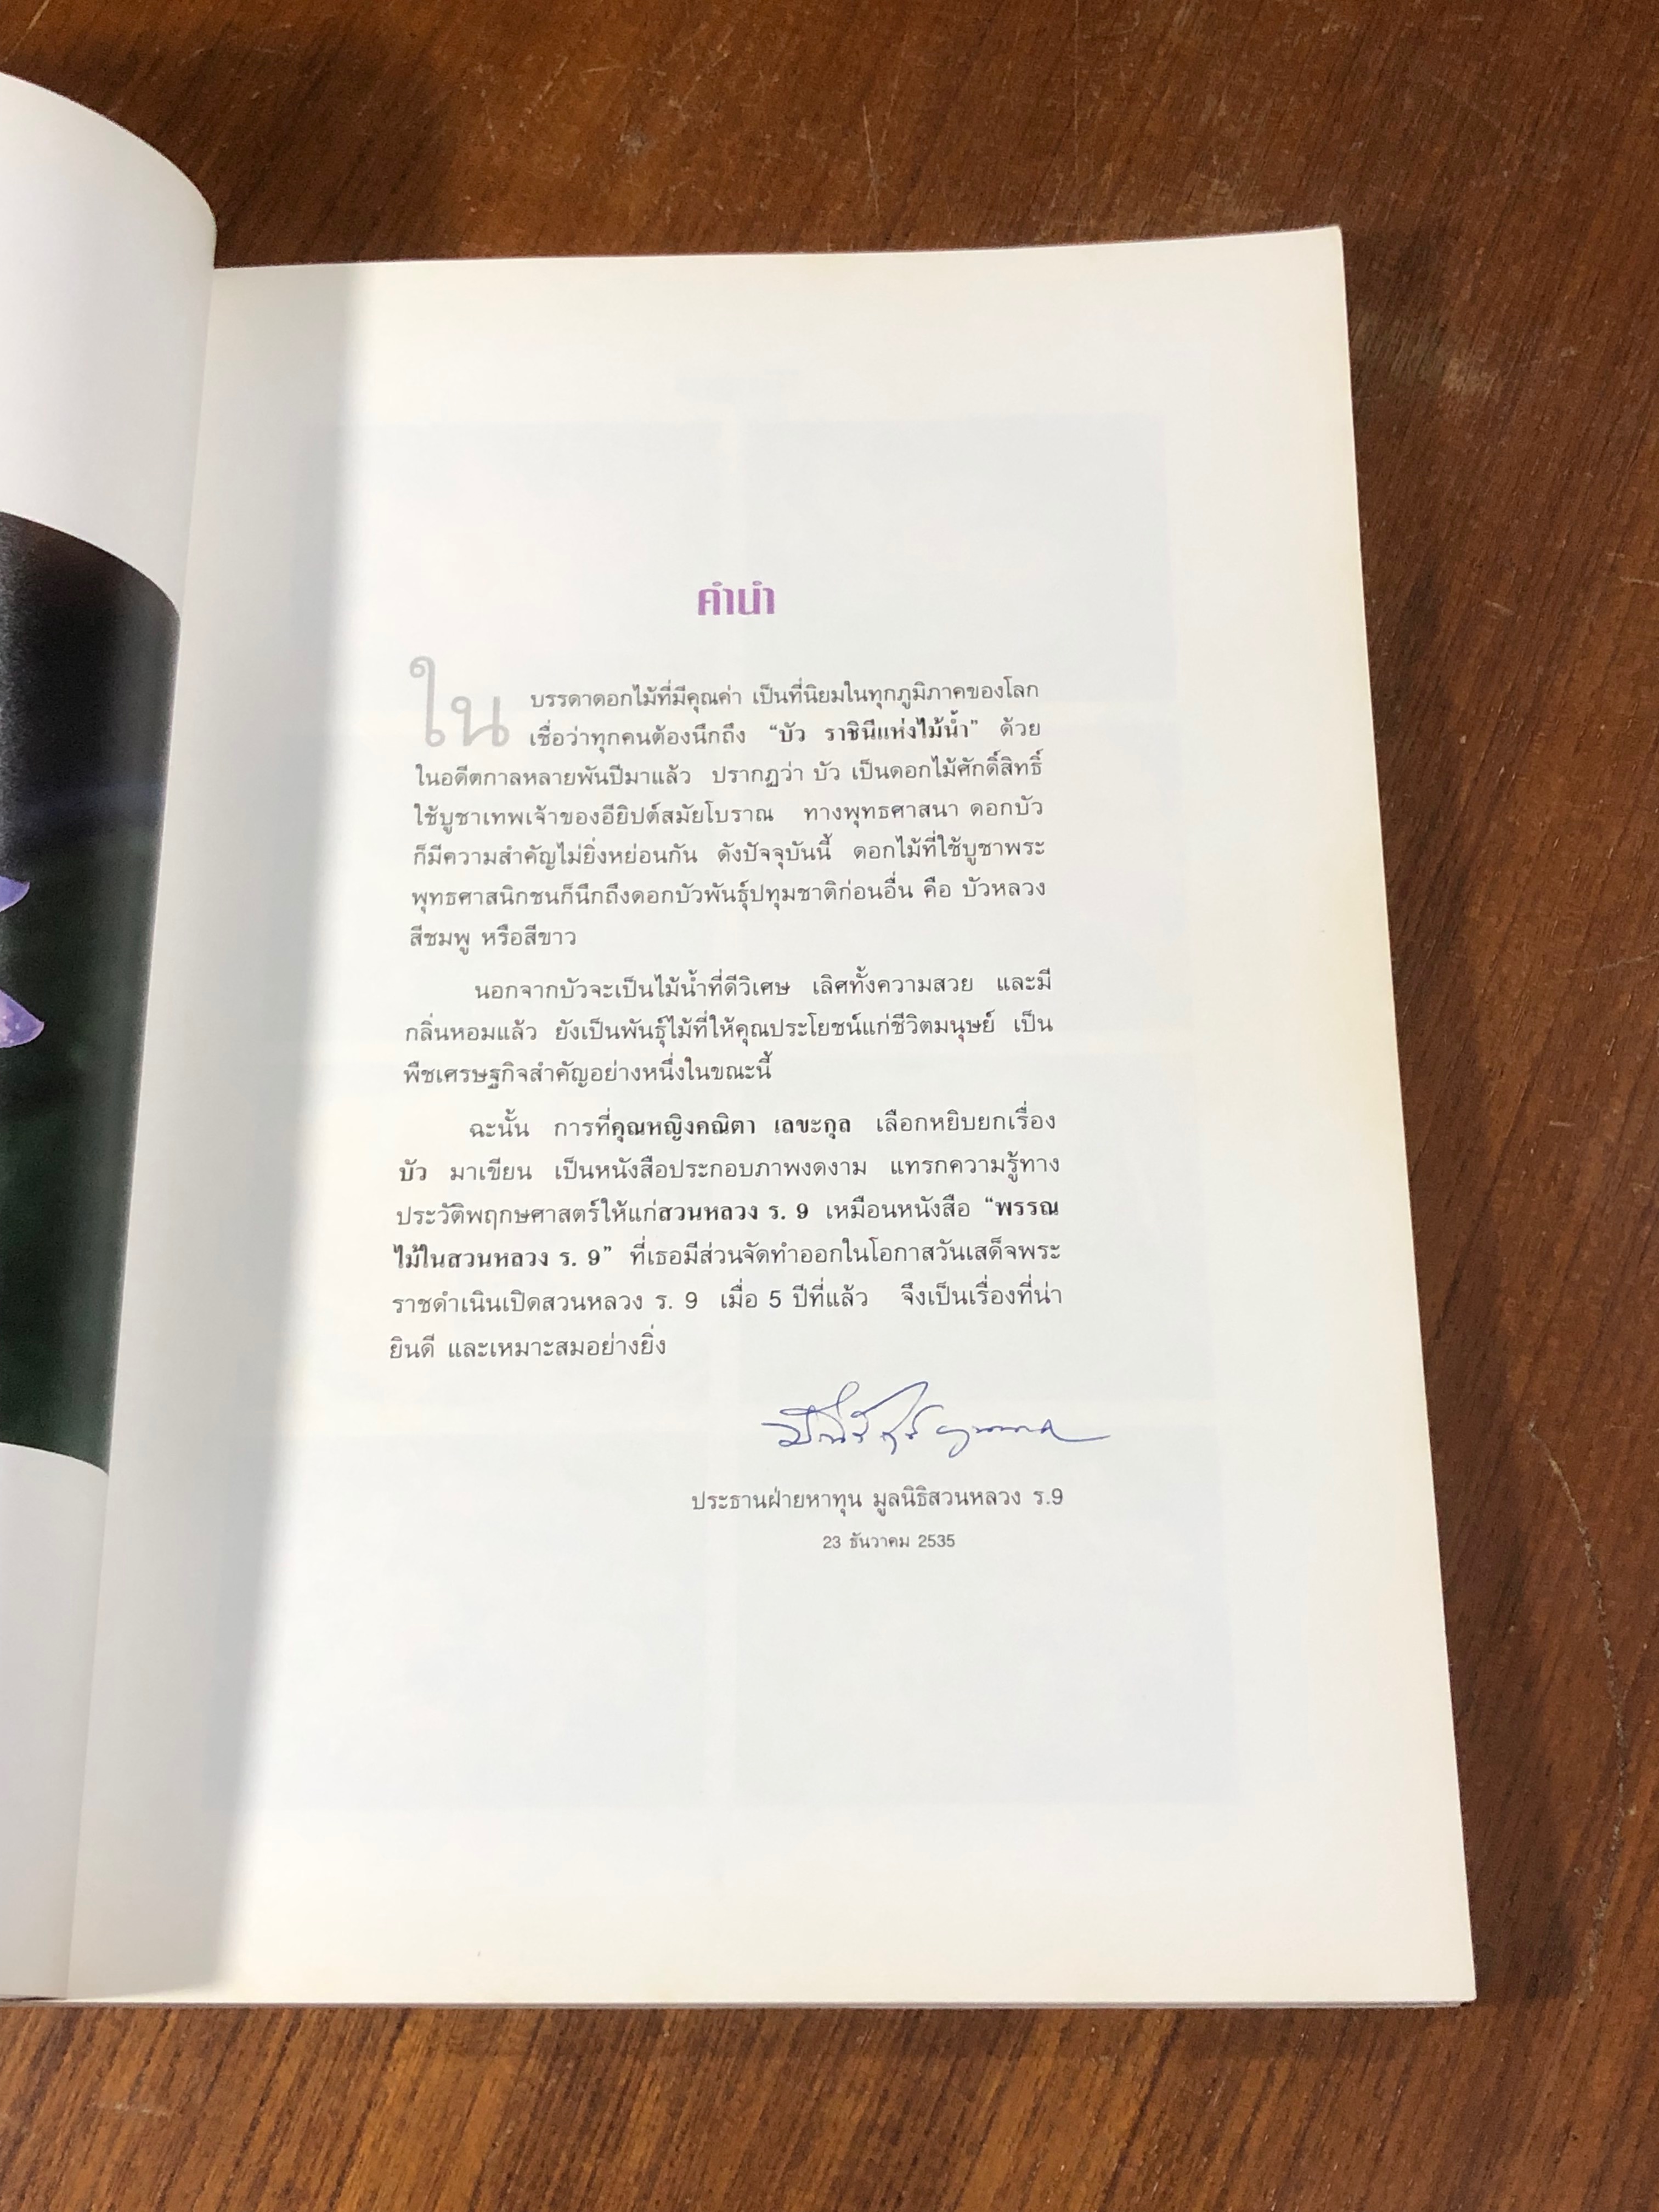 คำนำ
ใน บรรดาดอกไม้ที่มีคุณค่า เป็นที่นิยมในทุกภูมิภาคของโลก
เชื่อว่าทุกคนต้องนึกถึง “บัว ราชินีแห่งไม้น้ำ” ด้วย
ในอดีตกาลหลายพันปีมาแล้ว ปรากฏว่า บัว เป็นดอกไม้ศักดิ์สิทธิ์
ใช้บูชาเทพเจ้าของอียิปต์สมัยโบราณ ทางพุทธศาสนา ดอกบัว
ก็มีความสำคัญไม่ยิ่งหย่อนกัน ดังปัจจุบันนี้ ดอกไม้ที่ใช้บูชาพระ
พุทธศาสนิกชนก็นึกถึงดอกบัวพันธุ์ปทุมชาติก่อนอื่น คือ บัวหลวง
สีชมพู หรือสีขาว
นอกจากบัวจะเป็นไม้น้ำที่ดีวิเศษ เลิศทั้งความสวย และมี
กลิ่นหอมแล้ว ยังเป็นพันธุ์ไม้ที่ให้คุณประโยชน์แก่ชีวิตมนุษย์ เป็น
พืชเศรษฐกิจสำคัญอย่างหนึ่งในขณะนี้
ฉะนั้น การที่คุณหญิงคณิตา เลขะกุล เลือกหยิบยกเรื่อง
บัว มาเขียน เป็นหนังสือประกอบภาพงดงาม แทรกความรู้ทาง
ประวัติพฤกษศาสตร์ให้แก่สวนหลวง ร. 9 เหมือนหนังสือ “พรรณ
ไม้ในสวนหลวง ร. 9” ที่เธอมีส่วนจัดทำออกในโอกาสวันเสด็จพระ
ราชดำเนินเปิดสวนหลวง ร. 9 เมื่อ 5 ปีที่แล้ว จึงเป็นเรื่องที่น่า
ยินดี และเหมาะสมอย่างยิ่ง
ประธานฝ่ายหาทุน มูลนิธิสวนหลวง ร.9
23 ธันวาคม 2535